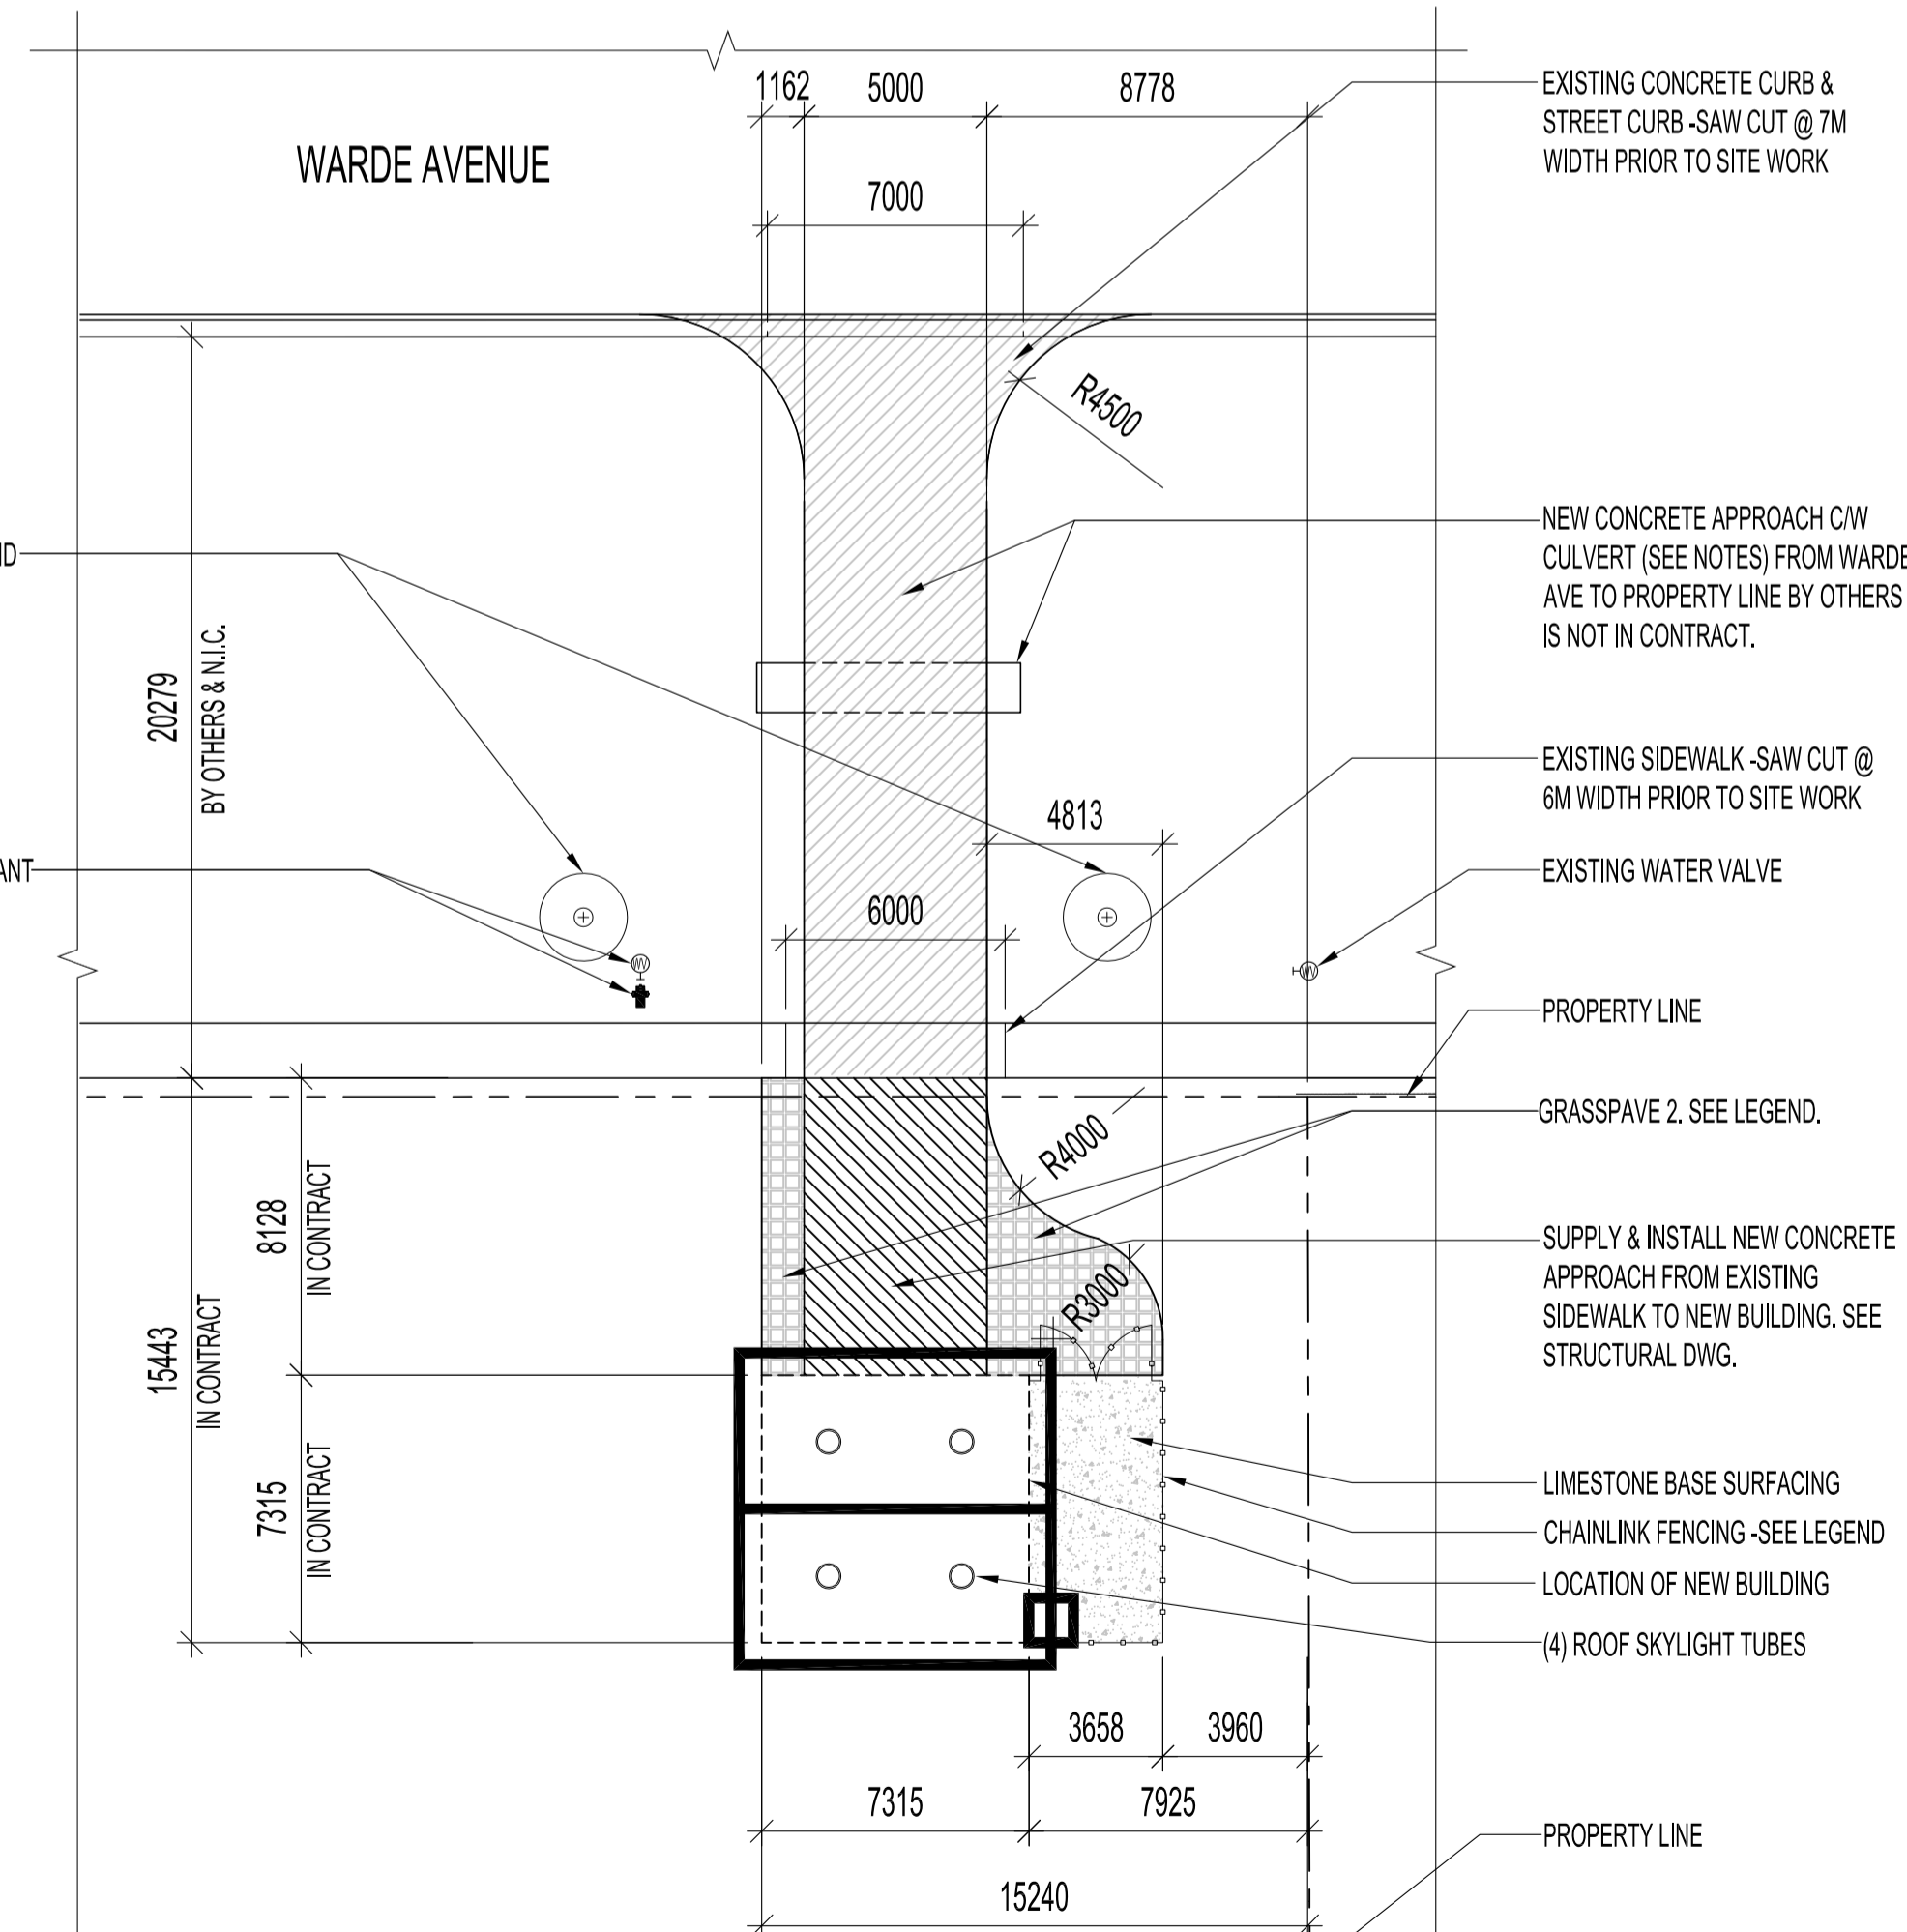 1162 5000 8778
WARDE AVENUE
7000
EXISTING CONCRETE CURB &
STREET CURB -SAW CUT @ 7M
WIDTH PRIOR TO SITE WORK
R4500
NEW CONCRETE APPROACH C/W
CULVERT (SEE NOTES) FROM WARDE
AVE TO PROPERTY LINE BY OTHERS
IS NOT IN CONTRACT.
20279
BY OTHERS & N.I.C.
EXISTING SIDEWALK -SAW CUT @
6M WIDTH PRIOR TO SITE WORK
4813
6000
EXISTING WATER VALVE
PROPERTY LINE
GRASSPAVE 2. SEE LEGEND.
R4000
8128
IN CONTRACT
SUPPLY & INSTALL NEW CONCRETE
APPROACH FROM EXISTING
SIDEWALK TO NEW BUILDING. SEE
STRUCTURAL DWG.
R3000
15443
IN CONTRACT
7315
IN CONTRACT
LIMESTONE BASE SURFACING
CHAINLINK FENCING -SEE LEGEND
LOCATION OF NEW BUILDING
(4) ROOF SKYLIGHT TUBES
3658 3960
7315 7925
PROPERTY LINE
15240